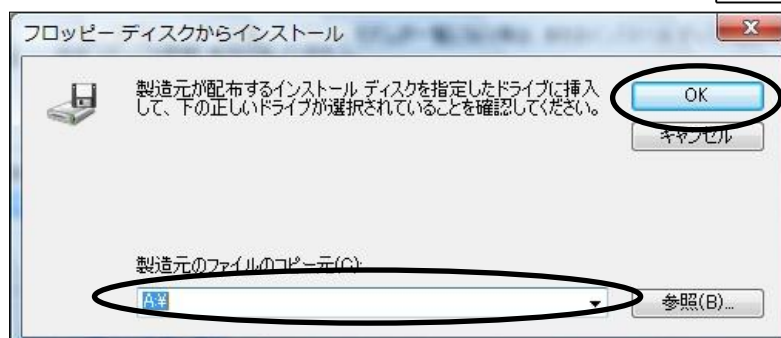 フロッピー ディスクからインストール
製造元が配布するインストール ディスクを指定したドライブに挿入
して、下の正しいドライブが選択されていることを確認してください。
OK
キャンセル
製造元のファイルのコピー元(C):
A:¥
参照(B)...